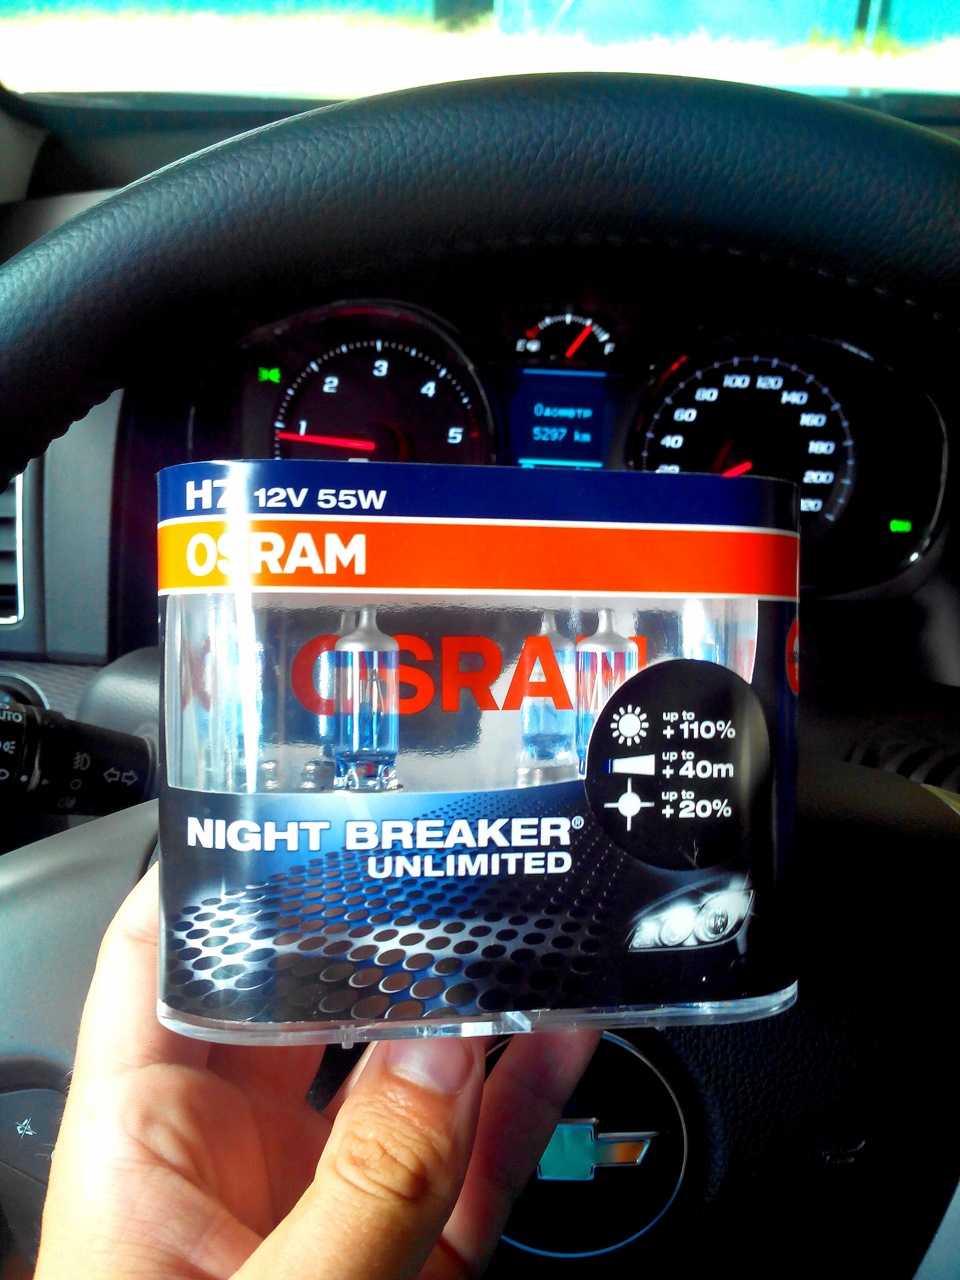 1
2
3
4
5
E
F
Одометр
5297 km
40
60
80
100
120
140
160
180
200
AUTO
H7 12V 55W
OSRAM
OSRAM
up to
+110%
up to
+40m
up to
+20%
NIGHT BREAKER®
UNLIMITED